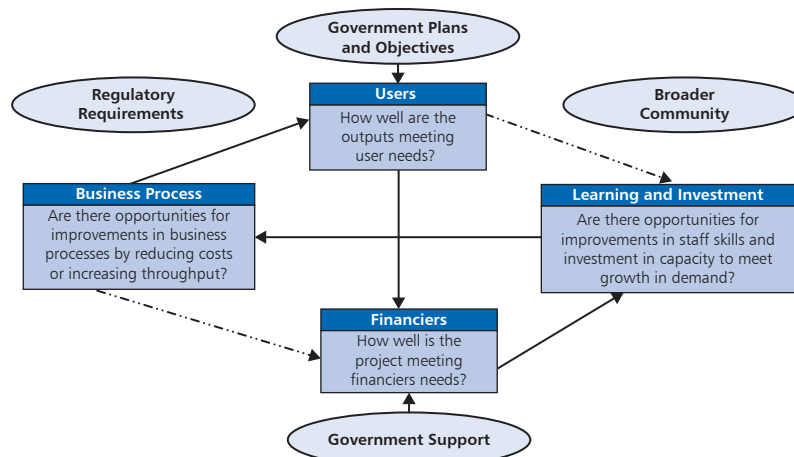 Government Plans
and Objectives
Regulatory
Requirements
Broader
Community
Users
How well are the
outputs meeting
user needs?
Business Process
Are there opportunities for
improvements in business
processes by reducing costs
or increasing throughput?
Learning and Investment
Are there opportunities for
improvements in staff skills and
investment in capacity to meet
growth in demand?
Financiers
How well is the
project meeting
financiers needs?
Government Support